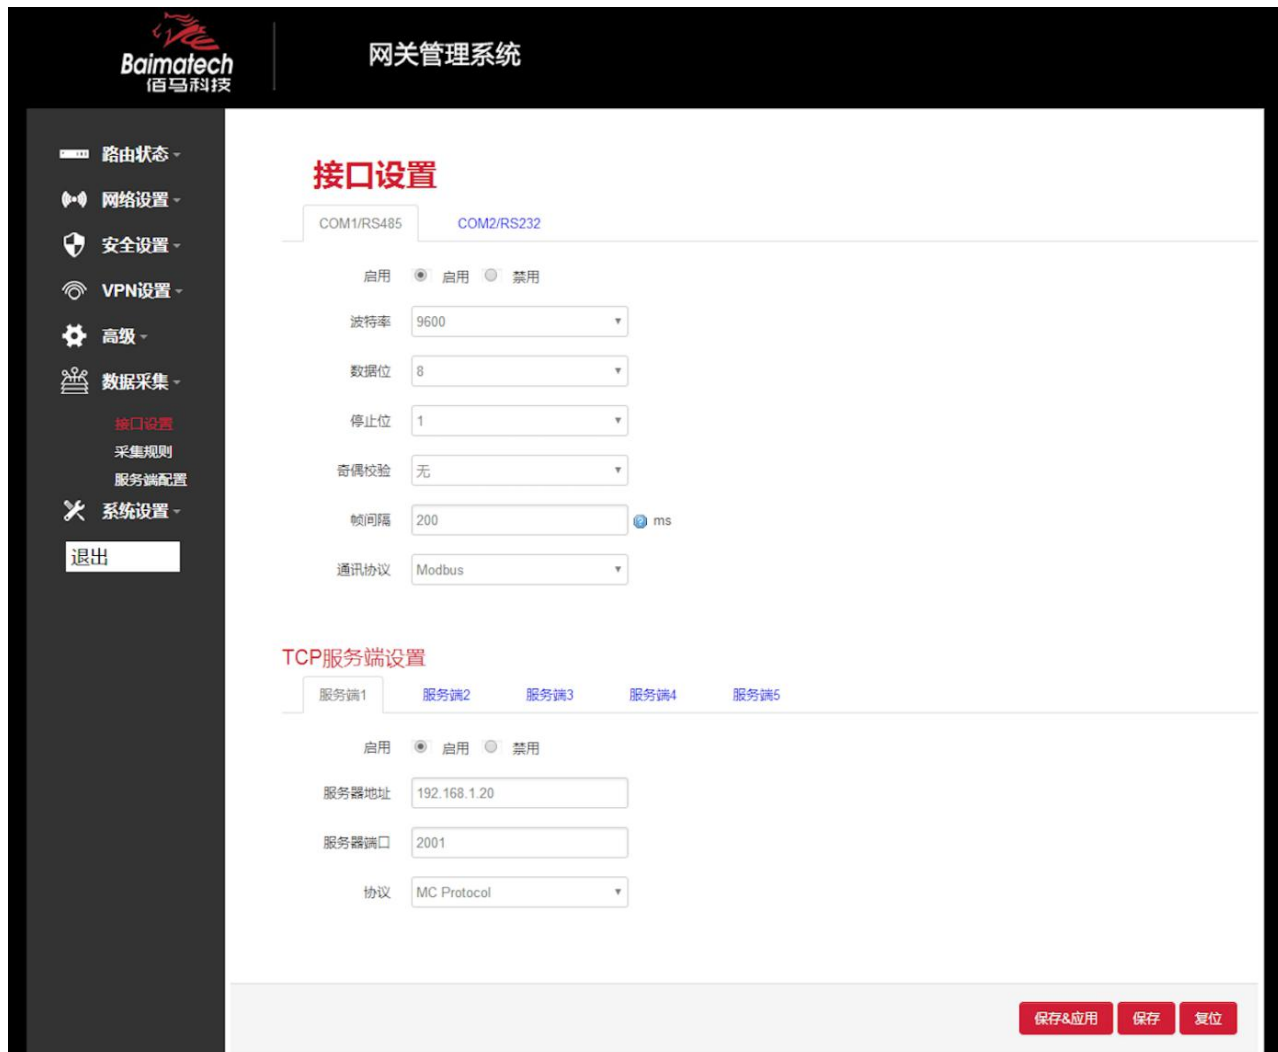 Baimatech
佰马科技
网关管理系统
路由状态
网络设置
安全设置
VPN设置
高级
数据采集
接口设置
采集规则
服务端配置
系统设置
退出
接口设置
COM1/RS485 COM2/RS232
启用 启用 禁用
波特率 9600
数据位 8
停止位 1
奇偶校验 无
帧间隔 200 ms
通讯协议 Modbus
TCP服务端设置
服务端1 服务端2 服务端3 服务端4 服务端5
启用 启用 禁用
服务器地址 192.168.1.20
服务器端口 2001
协议 MC Protocol
保存&应用 保存 复位